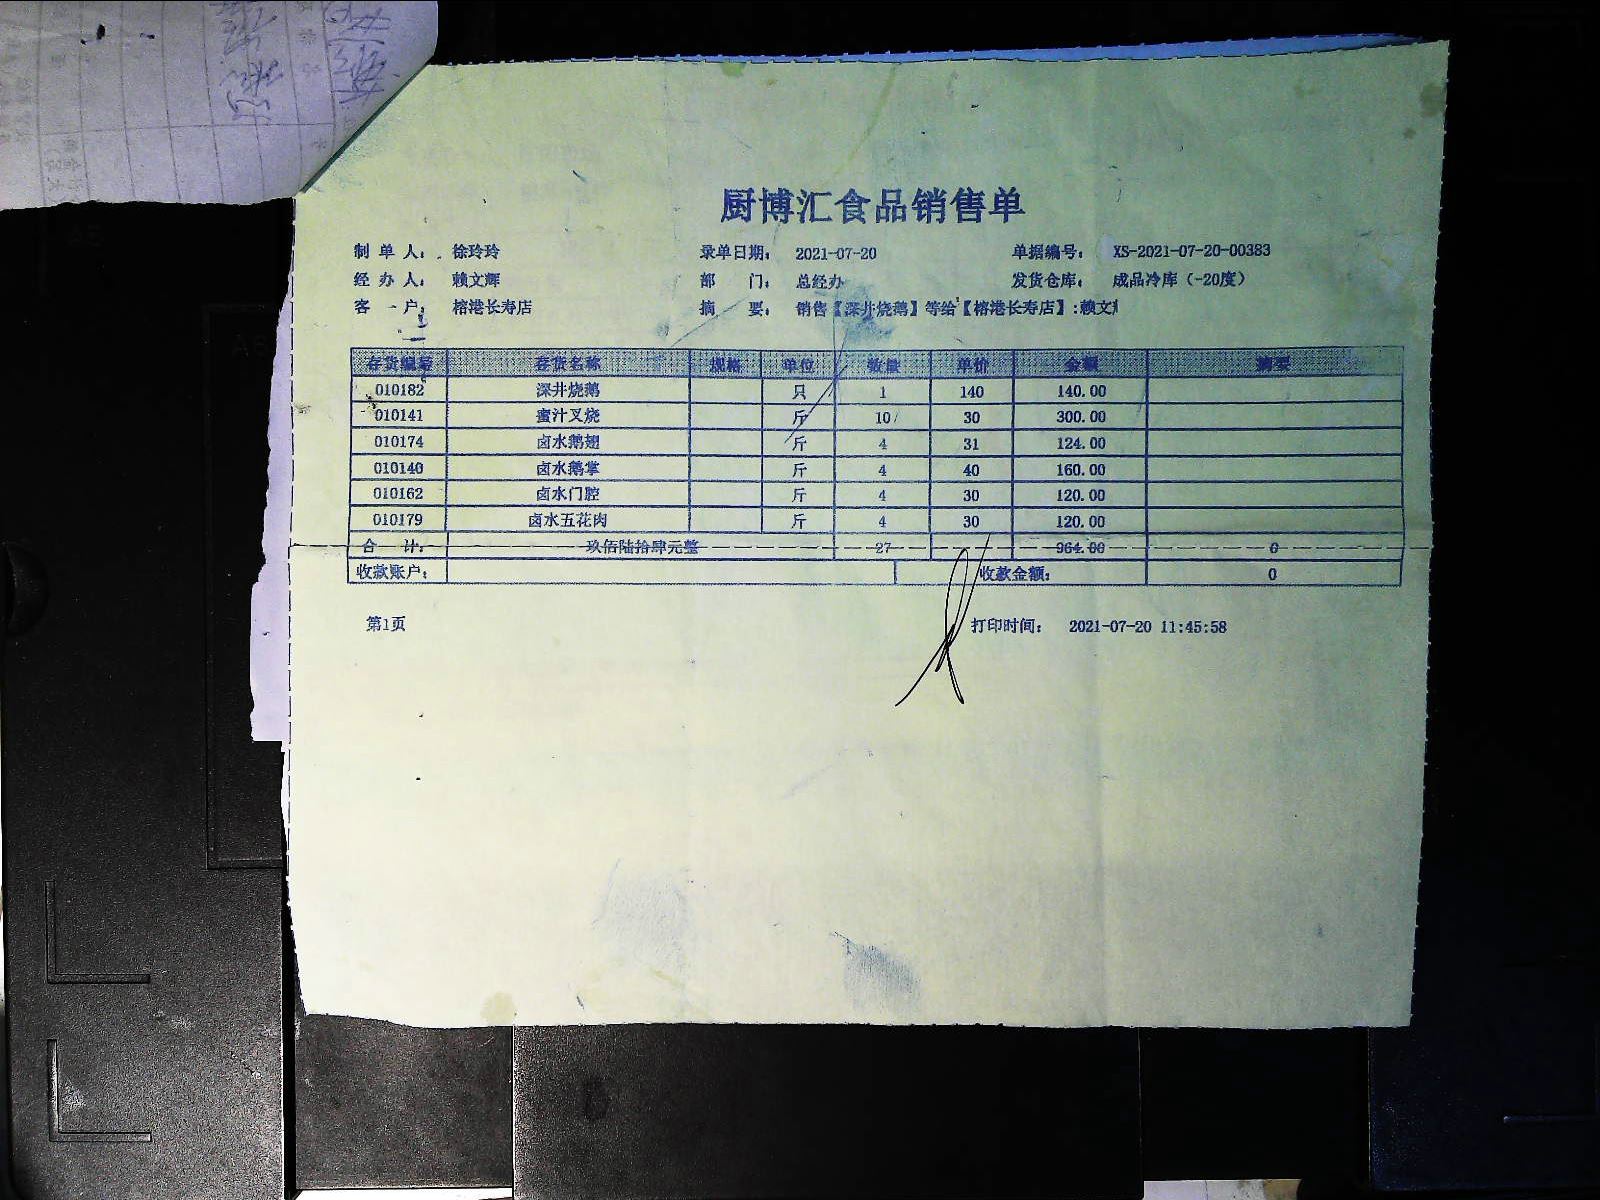 厨博汇食品销售单
制单人： 徐玲玲 录单日期： 2021-07-20 单据编号： XS-2021-07-20-00383
经办人： 赖文辉 部门： 总经办 发货仓库： 成品冷库（-20度）
客户： 榕港长寿店 摘要： 销售【深井烧鹅】等给【榕港长寿店】:赖文
存货编号 存货名称 规格 单位 数量 单价 金额 摘要
010182 深井烧鹅 只 1 140 140.00
010141 蜜汁叉烧 斤 10 30 300.00
010174 卤水鹅翅 斤 4 31 124.00
010140 卤水鹅掌 斤 4 40 160.00
010162 卤水门腔 斤 4 30 120.00
010179 卤水五花肉 斤 4 30 120.00
合计： 玖佰陆拾肆元整 27 964.00 0
收款账户： 收款金额： 0
第1页 打印时间： 2021-07-20 11:45:58